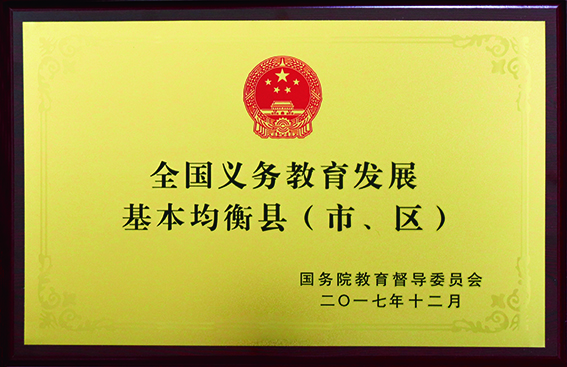 全国义务教育发展
基本均衡县（市、区）
国务院教育督导委员会
二〇一七年十二月